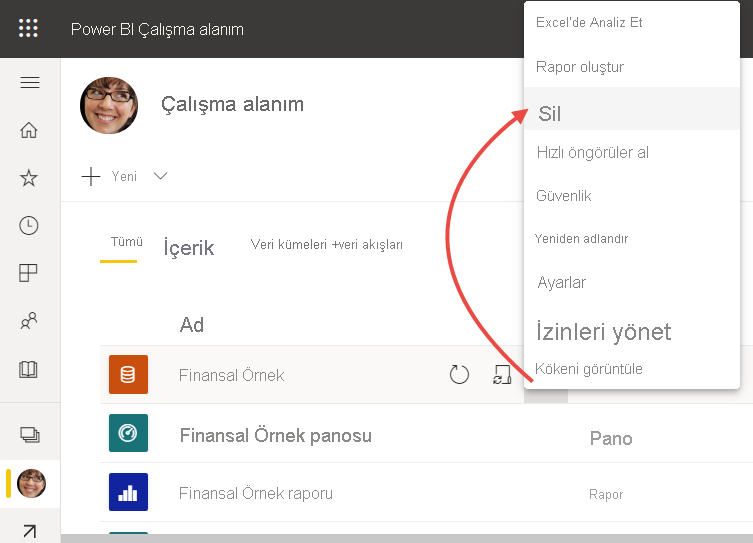 Power BI Çalışma alanım
Çalışma alanım
Yeni
Tümü
İçerik
Veri kümeleri +veri akışları
Ad
Finansal Örnek
Finansal Örnek panosu
Pano
Finansal Örnek raporu
Rapor
Excel'de Analiz Et
Rapor oluştur
Sil
Hızlı öngörüler al
Güvenlik
Yeniden adlandır
Ayarlar
İzinleri yönet
Kökeni görüntüle